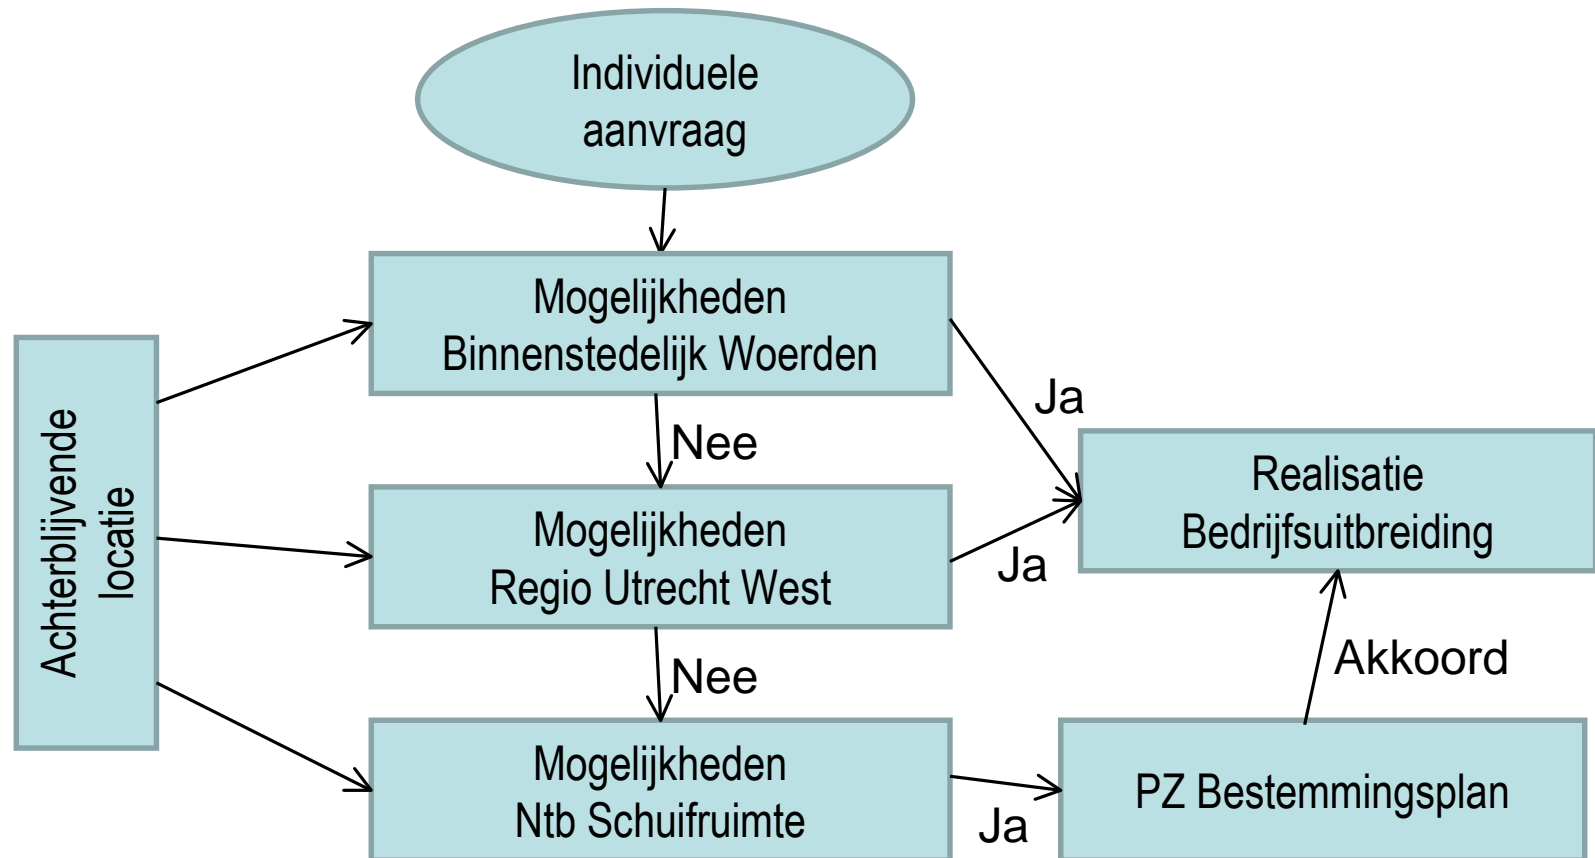 Individuele
aanvraag
Mogelijkheden
Binnenstedelijk Woerden
Ja
Nee
Achterblijvende
locatie
Realisatie
Bedrijfsuitbreiding
Mogelijkheden
Regio Utrecht West
Ja
Nee
Akkoord
Mogelijkheden
Ntb Schuifruimte
Ja
PZ Bestemmingsplan